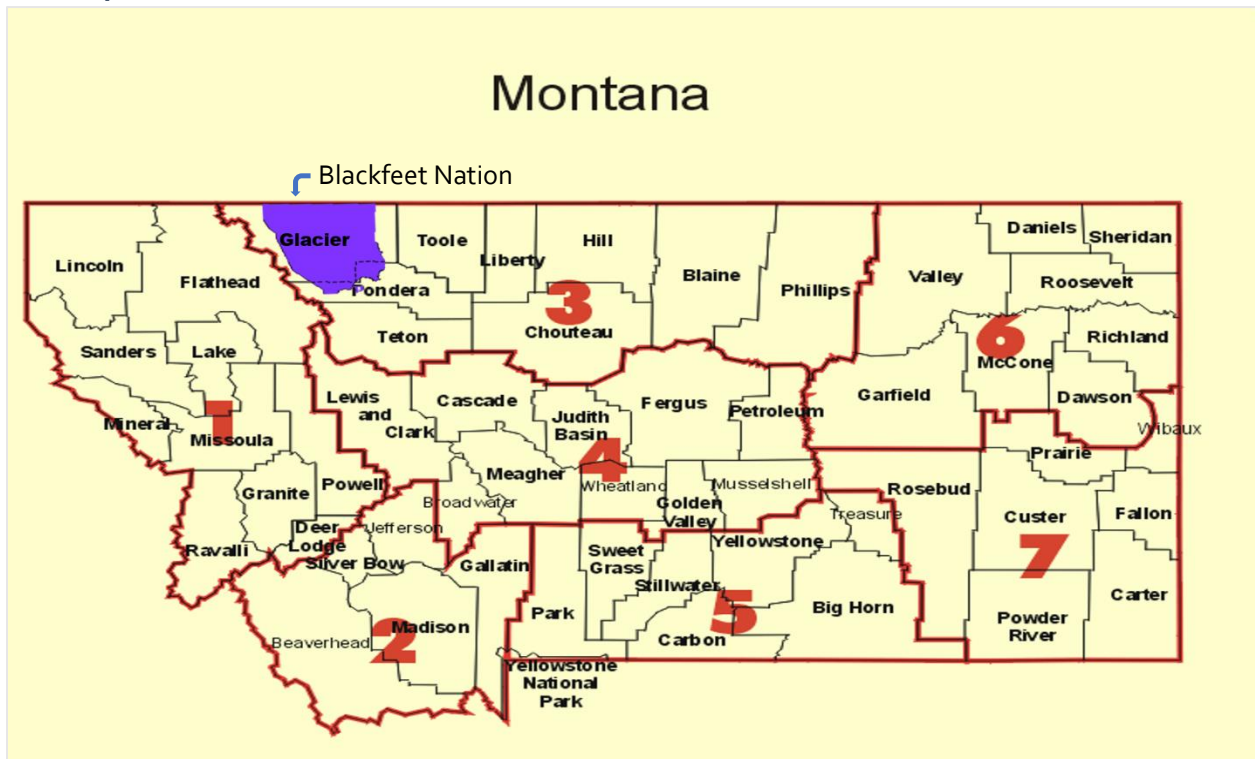 Montana
Blackfeet Nation
Glacier
Toole
Hill
Daniels
Sheridan
Lincoln
Liberty
Flathead
Blaine
Valley
Roosevelt
Pondera
Phillips
3
Teton
Chouteau
6
Richland
Sanders
Lake
McCone
Lewis
and
Clark
Cascade
Fergus
Garfield
Dawson
1
Judith
Basin
Petroleum
Mineral
Missoula
Wibaux
4
Prairie
Meagher
Wheatland
Musselshell
Granite
Powell
Broadwater
Golden
Valley
Rosebud
Deer
Lodge
Jefferson
Treasure
Custer
Fallon
Ravalli
Silver Bow
Gallatin
Sweet
Grass
Yellowstone
7
Stillwater
Park
5
Big Horn
Carter
Beaverhead
2
Madison
Carbon
Powder
River
Yellowstone
National
Park